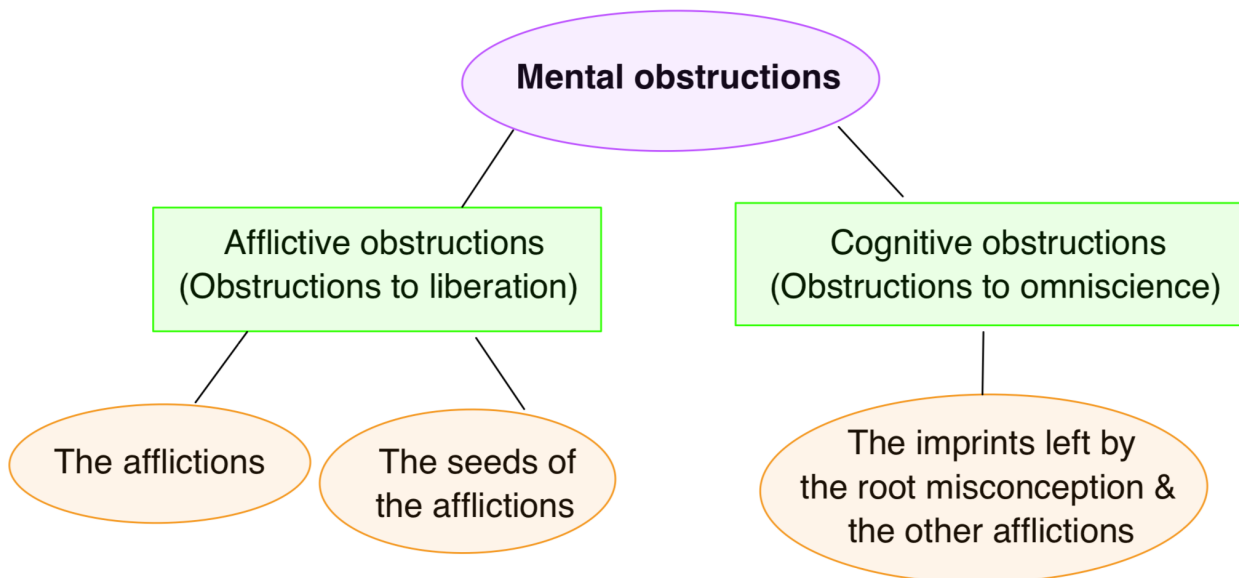 Mental obstructions
Afflictive obstructions
(Obstructions to liberation)
Cognitive obstructions
(Obstructions to omniscience)
The afflictions
The seeds of
the afflictions
The imprints left by
the root misconception &
the other afflictions